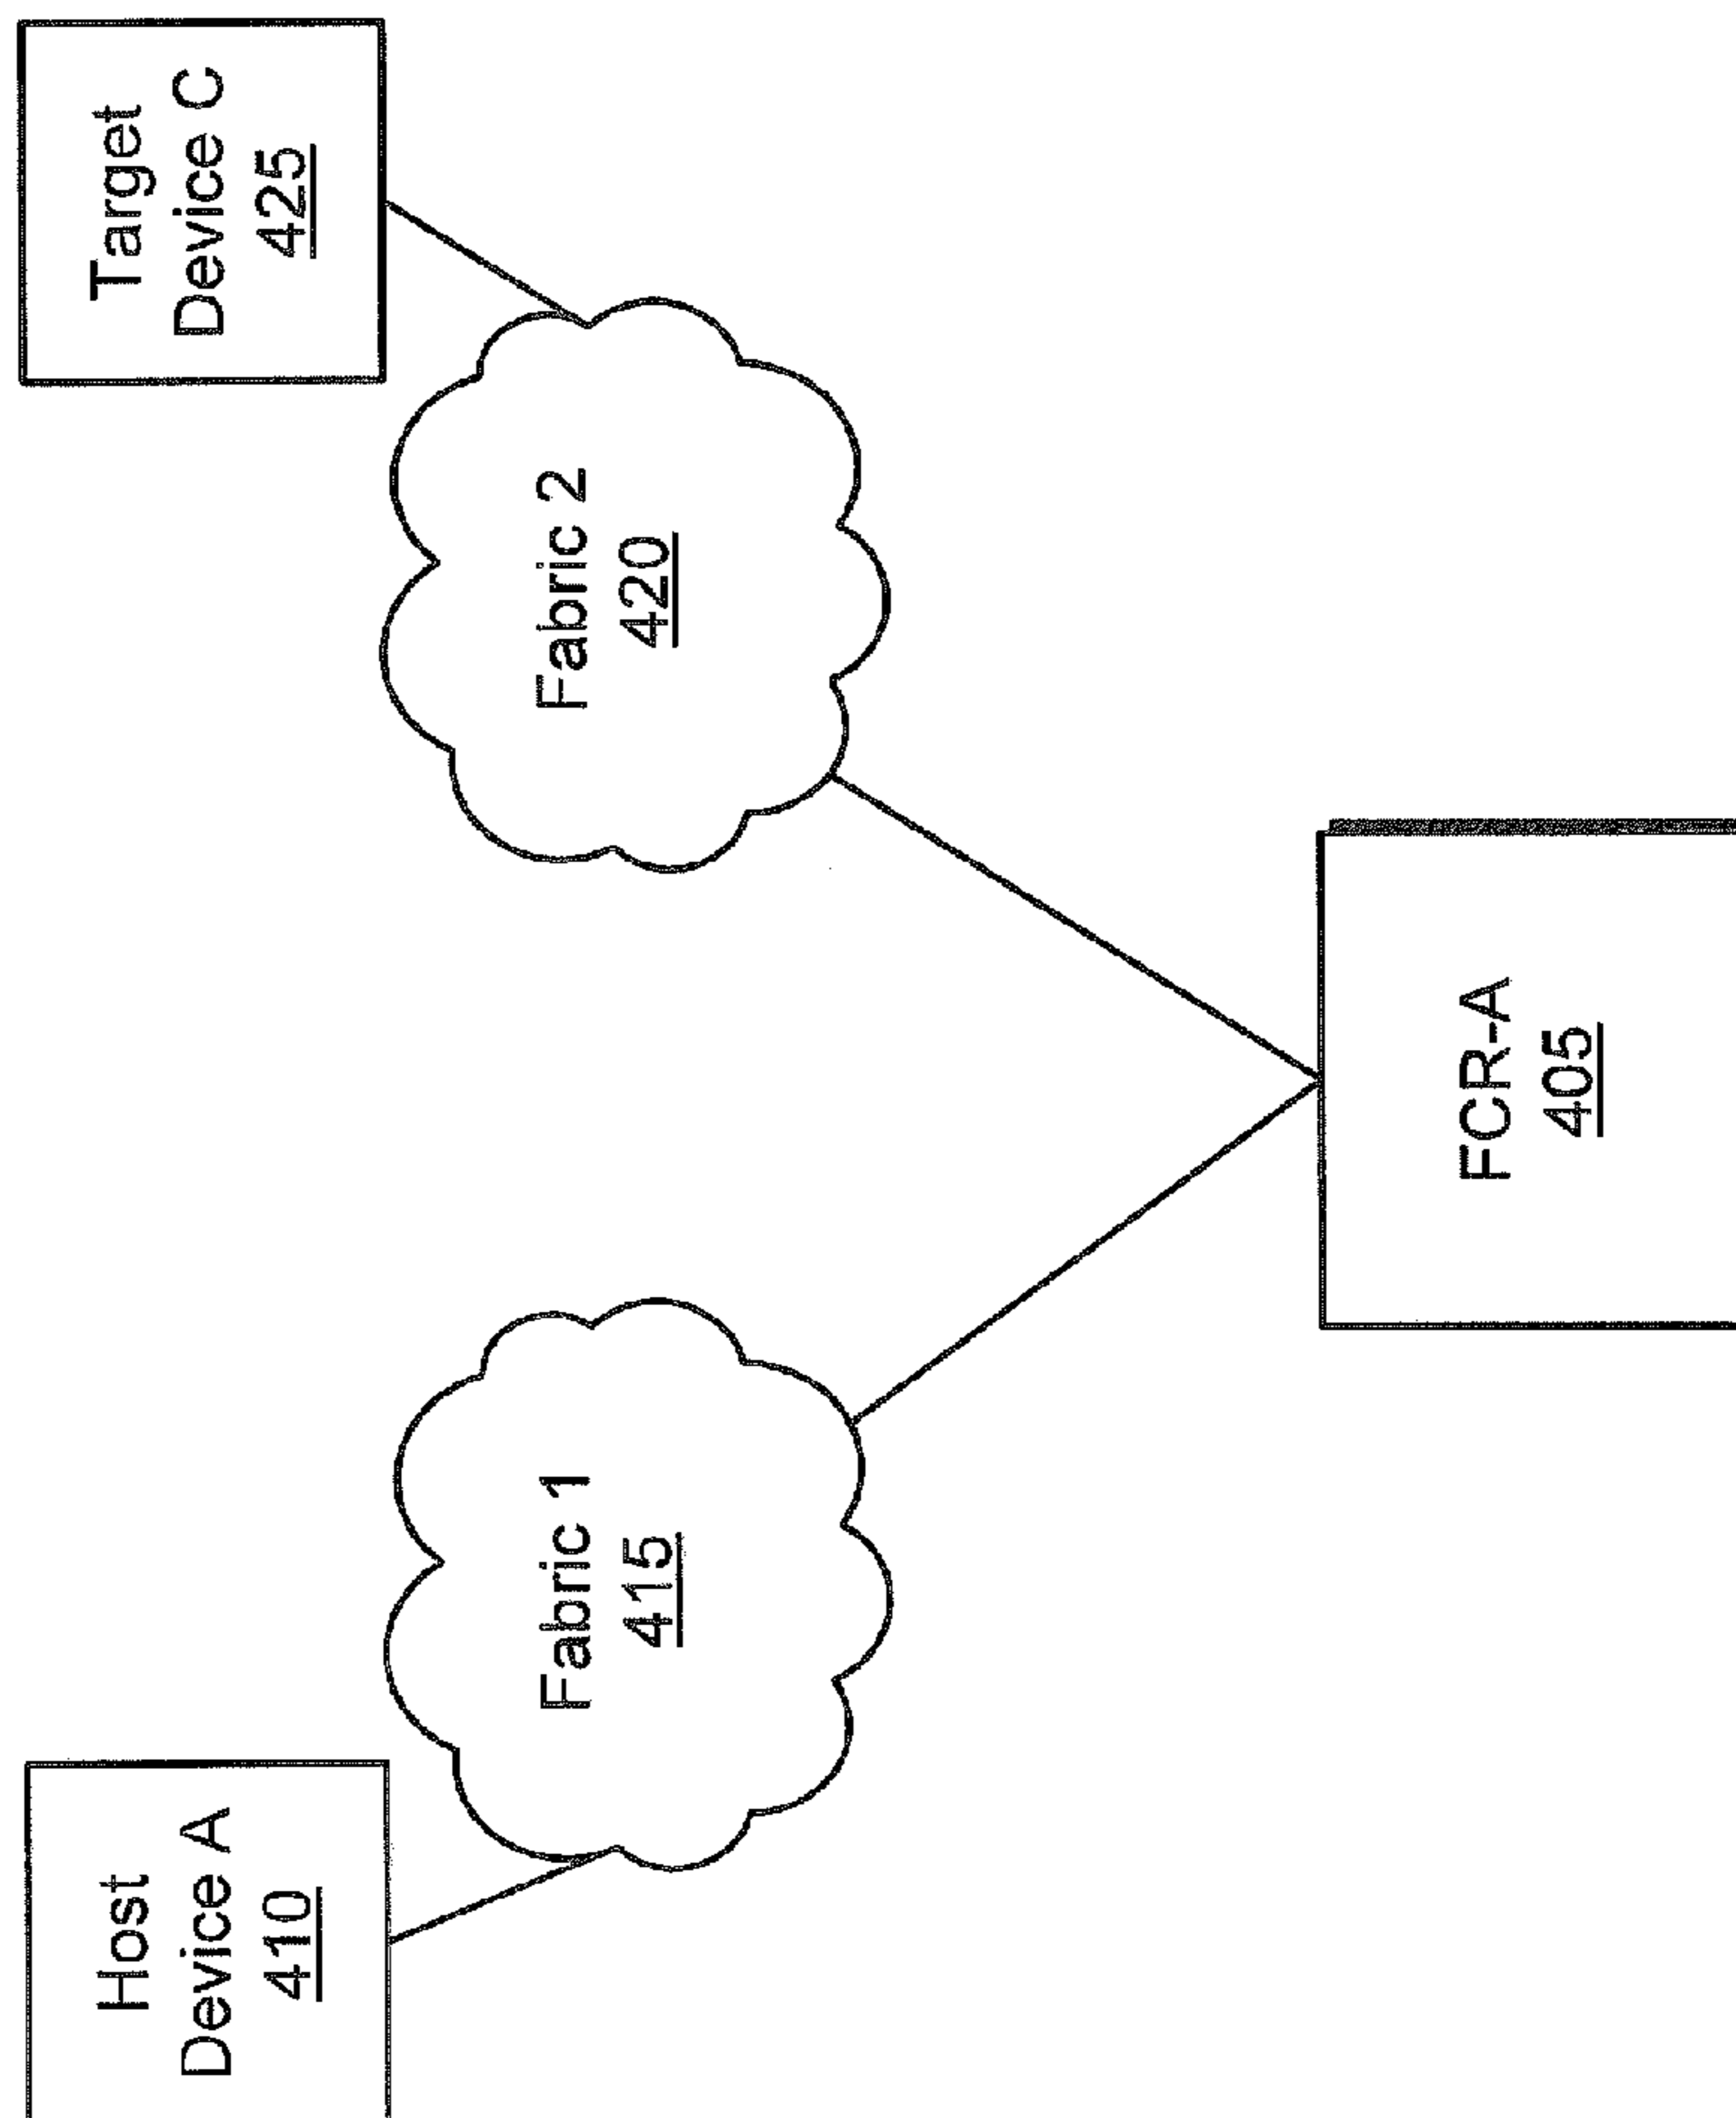 Host
Device A
410
Target
Device C
425
Fabric 1
415
Fabric 2
420
FCR-A
405